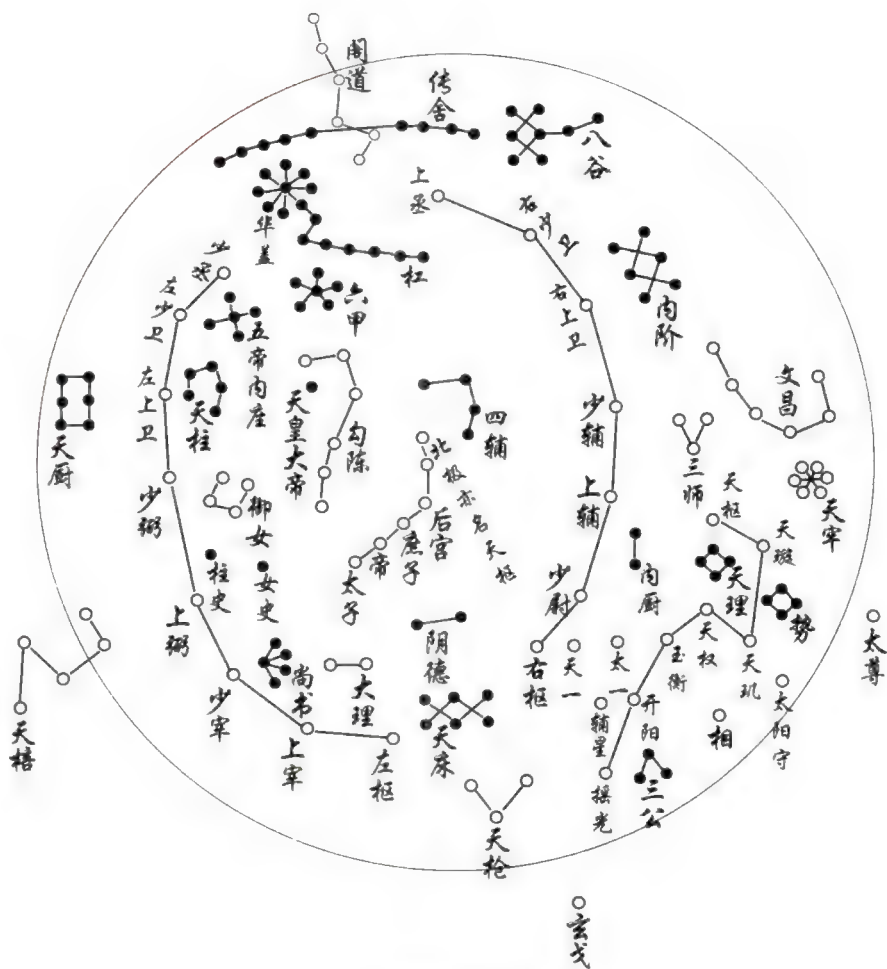 阁道
传舍
八谷
上丞
华盖
杠
六甲
内阶
左少卫
右上卫
五帝内座
左上卫
天柱
天厨
天皇大帝
勾陈
四辅
少辅
文昌
三师
天牢
少弼
御女
北极亦名天极
后宫
庶子
帝
太子
上辅
天枢
天璇
柱史
女史
少尉
内厨
天理
势
上弼
阴德
右枢
天一
太一
玉衡
天权
天玑
太尊
少宰
尚书
大理
天床
辅星
开阳
相
太阳守
天棓
上宰
左枢
摇光
三公
天枪
玄戈